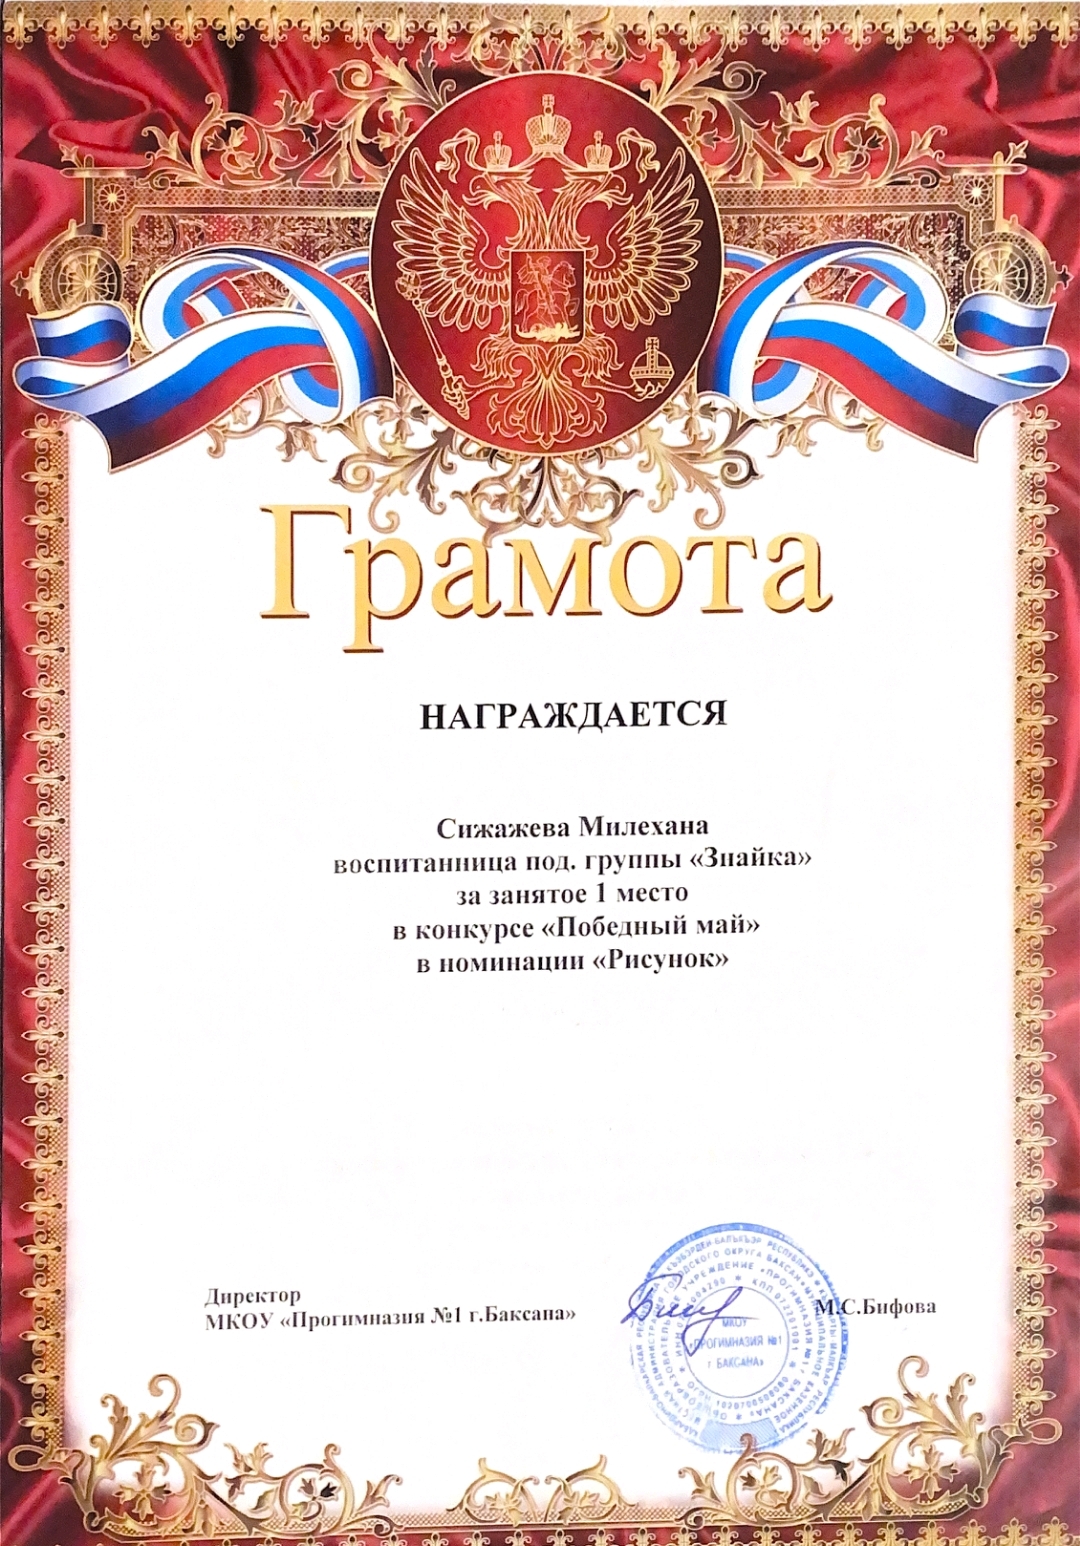 Грамота
НАГРАЖДАЕТСЯ
Сижажева Милехана
воспитанница под. группы «Знайка»
за занятое 1 место
в конкурсе «Победный май»
в номинации «Рисунок»
Директор
МКОУ «Прогимназия №1 г.Баксана»
М.С.Бифова
МКОУ
«ПРОГИМНАЗИЯ №1
г. БАКСАНА»